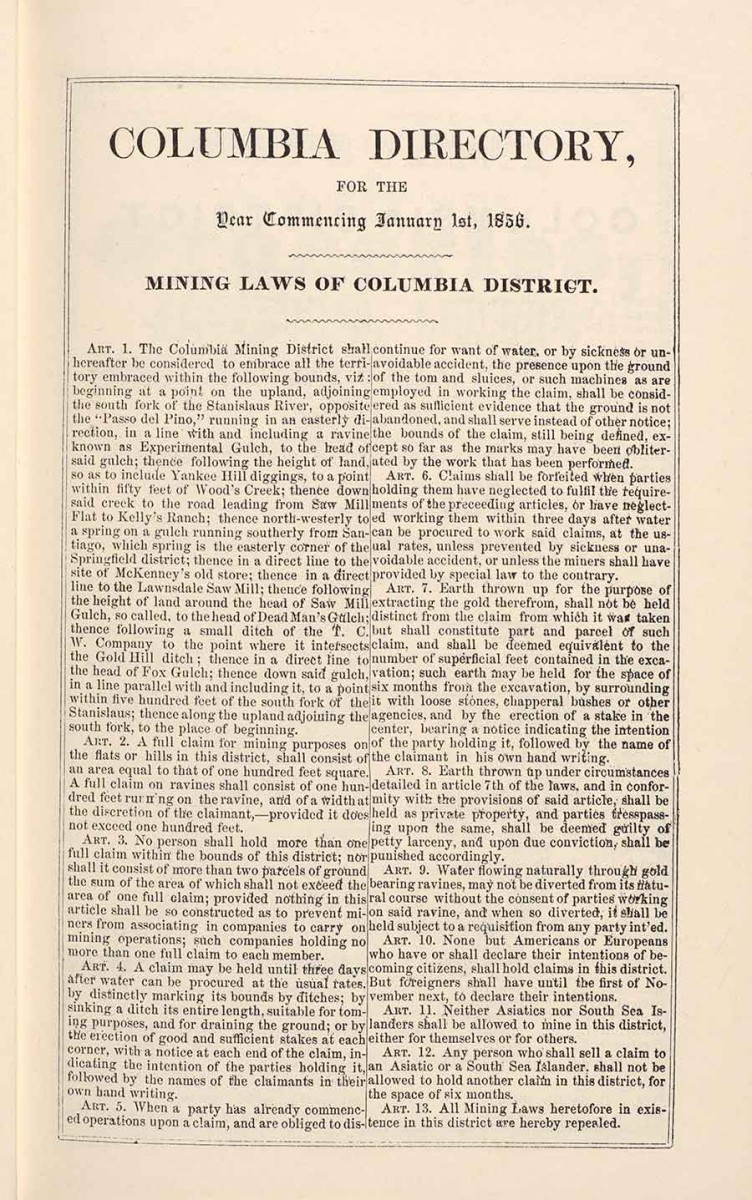 COLUMBIA DIRECTORY,
FOR THE
Year Commencing January 1st, 1856.
MINING LAWS OF COLUMBIA DISTRICT.
ART. 1. The Columbia Mining District shall
hereafter be considered to embrace all the terri-
tory embraced within the following bounds, viz:
beginning at a point on the upland, adjoining
the south fork of the Stanislaus River, opposite
the "Passo del Pino," running in an easterly di-
rection, in a line with and including a ravine
known as Experimental Gulch, to the head of
said gulch; thence following the height of land,
so as to include Yankee Hill diggings, to a point
within fifty feet of Wood's Creek; thence down
said creek to the road leading from Saw Mill
Flat to Kelly's Ranch; thence north-westerly to
a spring on a gulch running southerly from San-
tiago, which spring is the easterly corner of the
Springfield district; thence in a direct line to the
site of McKenney's old store; thence in a direct
line to the Lawnsdale Saw Mill; thence following
the height of land around the head of Saw Mill
Gulch, so called, to the head of Dead Man's Gulch;
thence following a small ditch of the T. C.
W. Company to the point where it intersects
the Gold Hill ditch; thence in a direct line to
the head of Fox Gulch; thence down said gulch,
in a line parallel with and including it, to a point
within five hundred feet of the south fork of the
Stanislaus; thence along the upland adjoining the
south fork, to the place of beginning.
ART. 2. A full claim for mining purposes on
the flats or hills in this district, shall consist of
an area equal to that of one hundred feet square.
A full claim on ravines shall consist of one hun-
dred feet running on the ravine, and of a width at
the discretion of the claimant,—provided it does
not exceed one hundred feet.
ART. 3. No person shall hold more than one
full claim within the bounds of this district; nor
shall it consist of more than two parcels of ground
the sum of the area of which shall not exceed the
area of one full claim; provided nothing in this
article shall be so constructed as to prevent mi-
ners from associating in companies to carry on
mining operations; such companies holding no
more than one full claim to each member.
ART. 4. A claim may be held until three days
after water can be procured at the usual rates.
by distinctly marking its bounds by ditches; by
sinking a ditch its entire length, suitable for tom-
ing purposes, and for draining the ground; or by
the erection of good and sufficient stakes at each
corner, with a notice at each end of the claim, in-
dicating the intention of the parties holding it,
followed by the names of the claimants in their
own hand writing.
ART. 5. When a party has already commenc-
ed operations upon a claim, and are obliged to dis-
continue for want of water, or by sickness or un-
avoidable accident, the presence upon the ground
of the tom and sluices, or such machines as are
employed in working the claim, shall be consid-
ered as sufficient evidence that the ground is not
abandoned, and shall serve instead of other notice;
the bounds of the claim, still being defined, ex-
cept so far as the marks may have been obliter-
ated by the work that has been performed.
ART. 6. Claims shall be forfeited when parties
holding them have neglected to fulfil the require-
ments of the preceeding articles, or have neglect-
ed working them within three days after water
can be procured to work said claims, at the us-
ual rates, unless prevented by sickness or una-
voidable accident, or unless the miners shall have
provided by special law to the contrary.
ART. 7. Earth thrown up for the purpose of
extracting the gold therefrom, shall not be held
distinct from the claim from which it was taken
but shall constitute part and parcel of such
claim, and shall be deemed equivalent to the
number of superficial feet contained in the exca-
vation; such earth may be held for the space of
six months from the excavation, by surrounding
it with loose stones, chapperal bushes or other
agencies, and by the erection of a stake in the
center, bearing a notice indicating the intention
of the party holding it, followed by the name of
the claimant in his own hand writing.
ART. 8. Earth thrown up under circumstances
detailed in article 7th of the laws. and in confor-
mity with the provisions of said article, shall be
held as private property, and parties tresspass-
ing upon the same, shall be deemed guilty of
petty larceny, and upon due conviction, shall be
punished accordingly.
ART. 9. Water flowing naturally through gold
bearing ravines, may not be diverted from its natu-
ral course without the consent of parties working
on said ravine, and when so diverted, it shall be
held subject to a requisition from any party int'ed.
ART. 10. None but Americans or Europeans
who have or shall declare their intentions of be-
coming citizens, shall hold claims in this district.
But foreigners shall have until the first of No-
vember next, to declare their intentions.
ART. 11. Neither Asiatics nor South Sea Is-
landers shall be allowed to mine in this district,
either for themselves or for others.
ART. 12. Any person who shall sell a claim to
an Asiatic or a South Sea Islander. shall not be
allowed to hold another claim in this district, for
the space of six months.
ART. 13. All Mining Laws heretofore in exis-
tence in this district are hereby repealed.